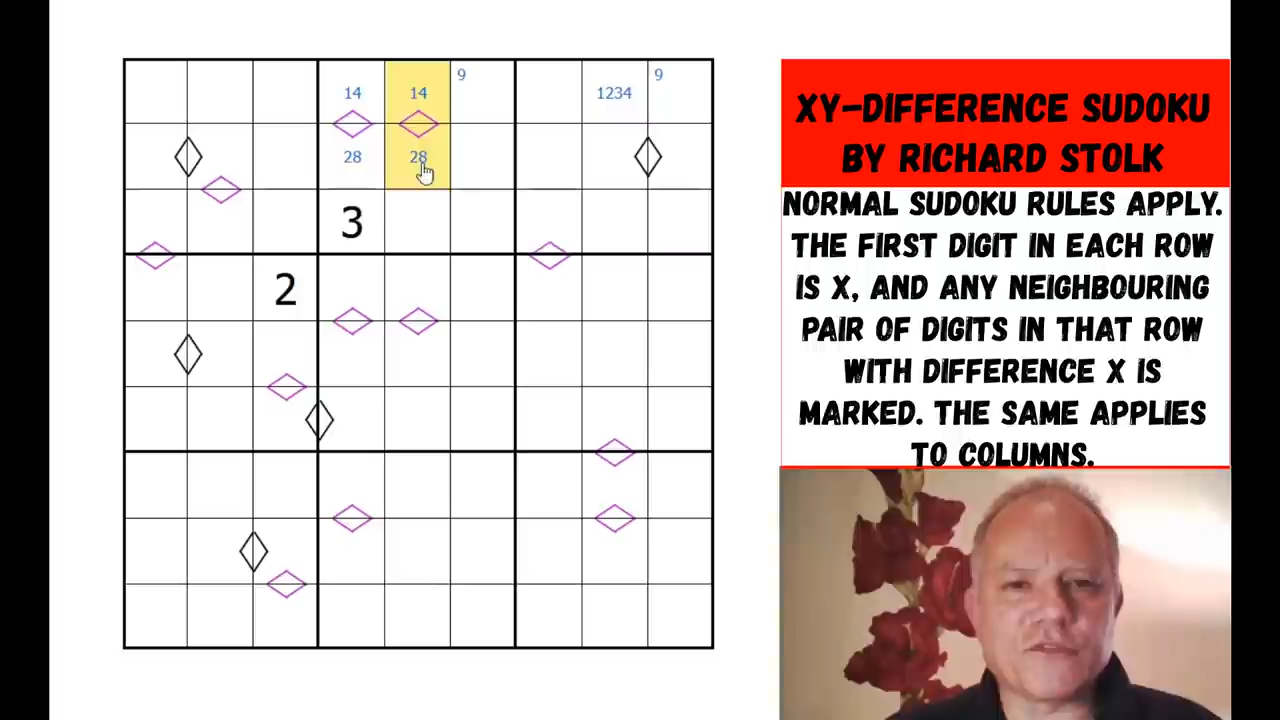 9 9
14 14 1234
28 28
3
2
XY-DIFFERENCE SUDOKU
BY RICHARD STOLK
NORMAL SUDOKU RULES APPLY.
THE FIRST DIGIT IN EACH ROW
IS X, AND ANY NEIGHBOURING
PAIR OF DIGITS IN THAT ROW
WITH DIFFERENCE X IS
MARKED. THE SAME APPLIES
TO COLUMNS.